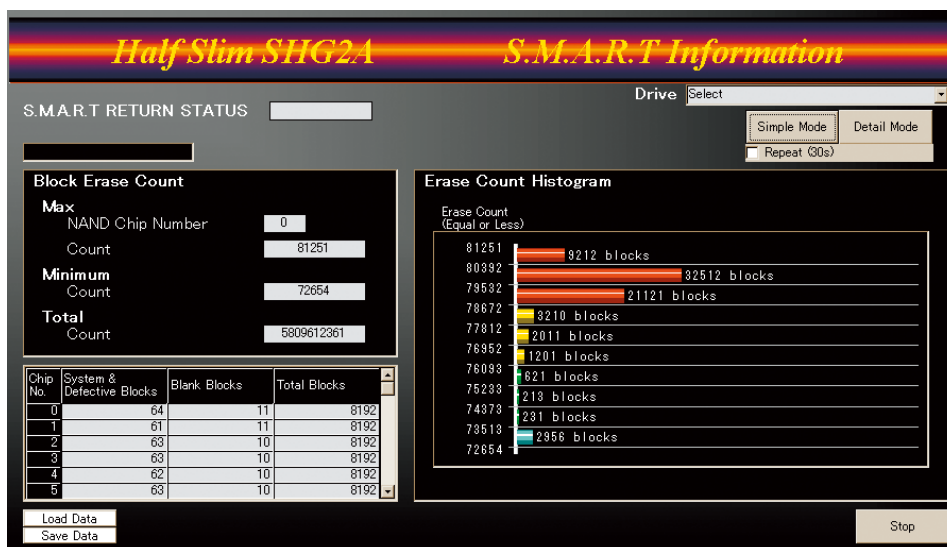 Half Slim SHG2A
S.M.A.R.T Information
S.M.A.R.T RETURN STATUS
Drive Select
Simple Mode
Detail Mode
Repeat (30s)
Block Erase Count
Max
NAND Chip Number 0
Count 81251
Minimum
Count 72654
Total
Count 5809612361
Erase Count Histogram
Erase Count
(Equal or Less)
81251
9212 blocks
80392
32512 blocks
79532
21121 blocks
78672
3210 blocks
77812
2011 blocks
76952
1201 blocks
76093
621 blocks
75233
213 blocks
74373
231 blocks
73513
2956 blocks
72654
Chip No. System & Defective Blocks Blank Blocks Total Blocks
0 64 11 8192
1 61 11 8192
2 63 10 8192
3 63 10 8192
4 62 10 8192
5 63 10 8192
Load Data
Save Data
Stop